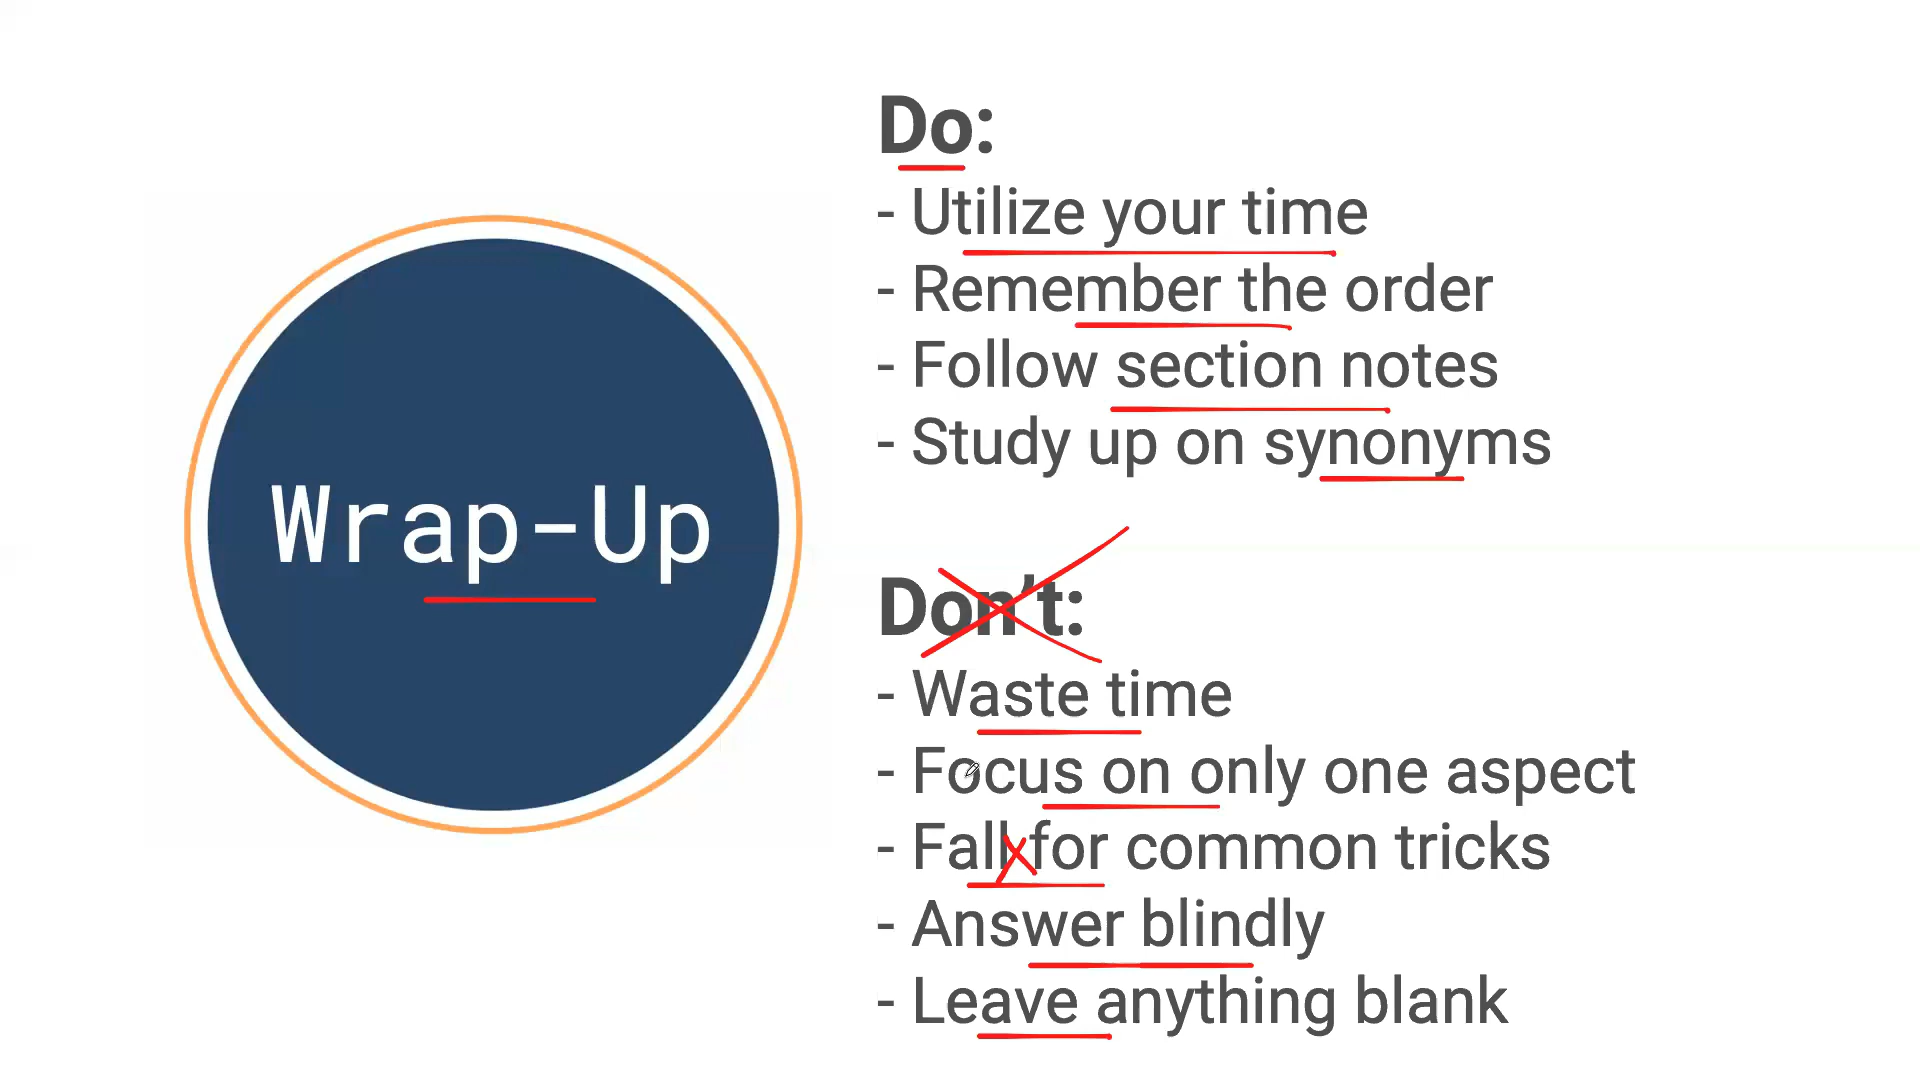 Wrap-Up
Do:
- Utilize your time
- Remember the order
- Follow section notes
- Study up on synonyms
Don't:
- Waste time
- Focus on only one aspect
- Fall for common tricks
- Answer blindly
- Leave anything blank